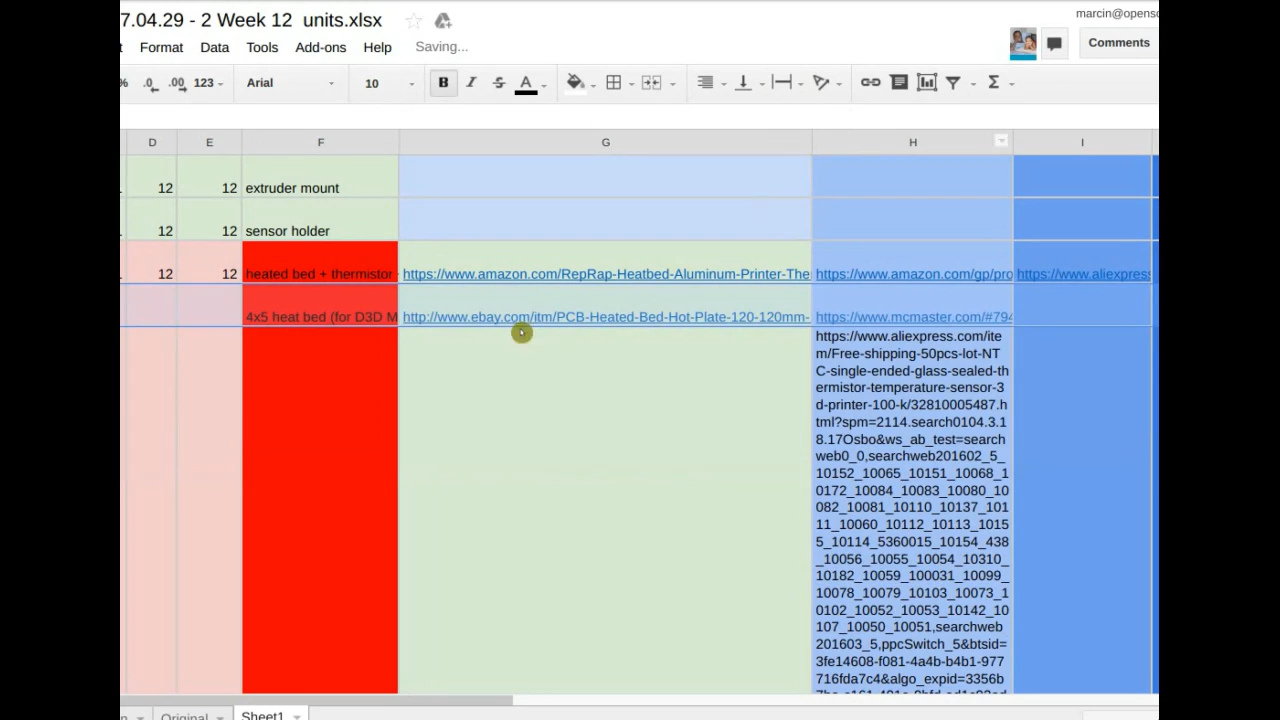 7.04.29 - 2 Week 12 units.xlsx
marcin@openso
Format Data Tools Add-ons Help Saving...
Comments
% .0 .00 123 Arial 10 B I S A Σ
D E F G H I
12 12 extruder mount
12 12 sensor holder
12 12 heated bed + thermistor https://www.amazon.com/RepRap-Heatbed-Aluminum-Printer-The https://www.amazon.com/gp/pro https://www.aliexpress
4x5 heat bed (for D3D M http://www.ebay.com/itm/PCB-Heated-Bed-Hot-Plate-120-120mm- https://www.mcmaster.com/#794
https://www.aliexpress.com/ite
m/Free-shipping-50pcs-lot-NT
C-single-ended-glass-sealed-th
ermistor-temperature-sensor-3
d-printer-100-k/32810005487.h
tml?spm=2114.search0104.3.1
8.17Osbo&ws_ab_test=search
web0_0,searchweb201602_5_
10152_10065_10151_10068_1
0172_10084_10083_10080_10
082_10081_10110_10137_101
11_10060_10112_10113_1015
5_10114_5360015_10154_438
_10056_10055_10054_10310_
10182_10059_100031_10099_
10078_10079_10103_10073_1
0102_10052_10053_10142_10
107_10050_10051,searchweb
201603_5,ppcSwitch_5&btsid=
3fe14608-f081-4a4b-b4b1-977
716fda7c4&algo_expid=3356b
Original Sheet1